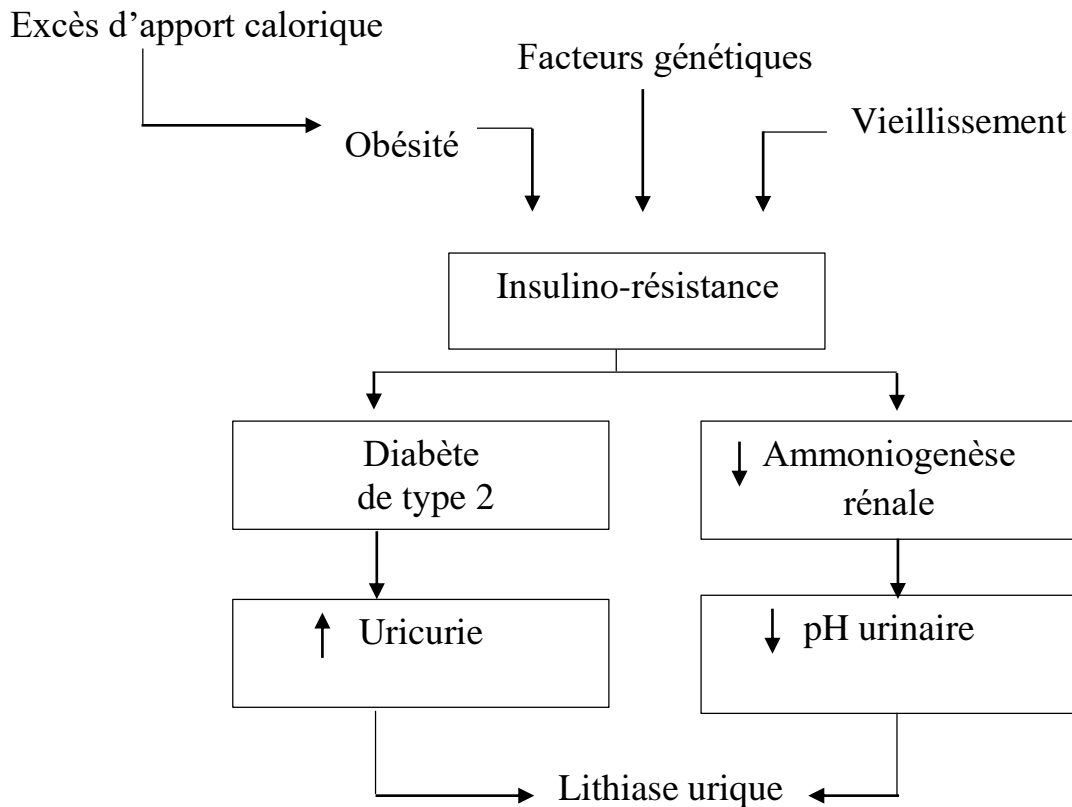 Excès d’apport calorique
Facteurs génétiques
Vieillissement
Obésité
Insulino-résistance
Diabète
de type 2
↓ Ammoniogenèse
rénale
↑ Uricurie
↓ pH urinaire
Lithiase urique